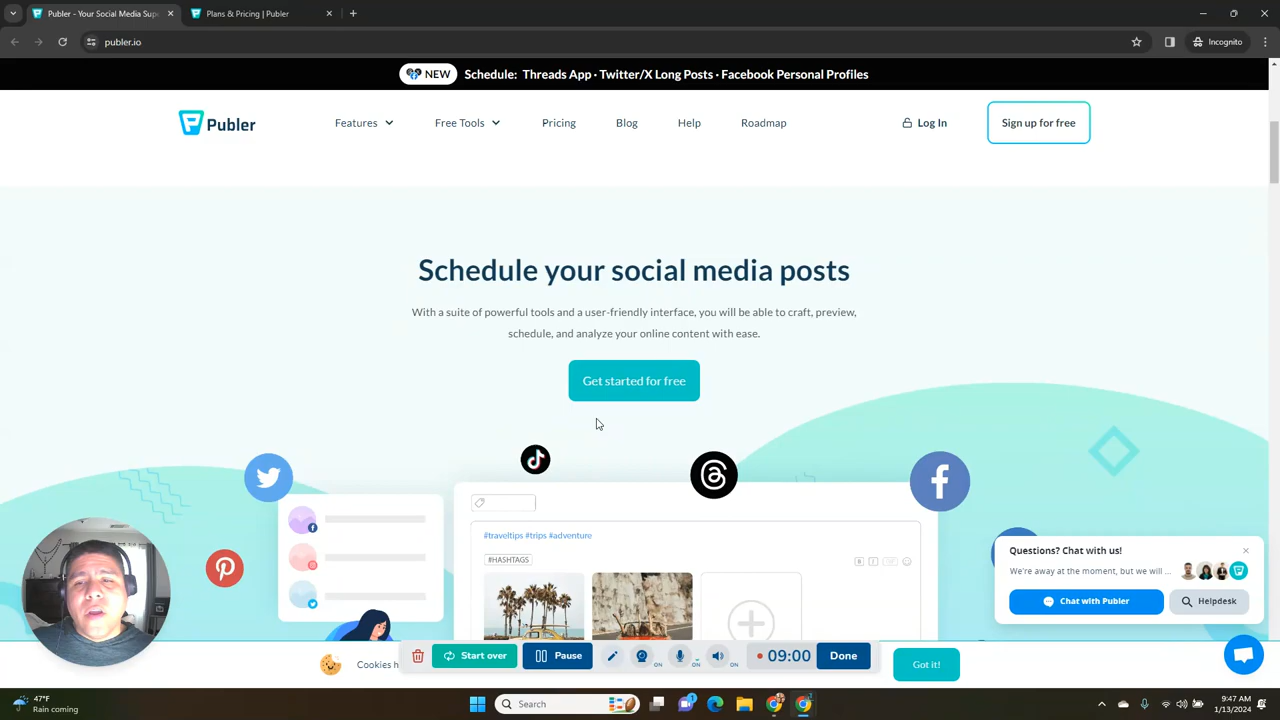 Publer - Your Social Media Sup
Plans & Pricing | Publer
publer.io
Incognito
NEW
Schedule: Threads App · Twitter/X Long Posts · Facebook Personal Profiles
Publer
Features
Free Tools
Pricing
Blog
Help
Roadmap
Log In
Sign up for free
Schedule your social media posts
With a suite of powerful tools and a user-friendly interface, you will be able to craft, preview,
schedule, and analyze your online content with ease.
Get started for free
#traveltips #trips #adventure
#HASHTAGS
Questions? Chat with us!
We're away at the moment, but we will ...
Chat with Publer
Helpdesk
Cookies h
Start over
Pause
ON
ON
ON
09:00
Done
Got it!
47°F
Rain coming
Search
1
9:47 AM
1/13/2024